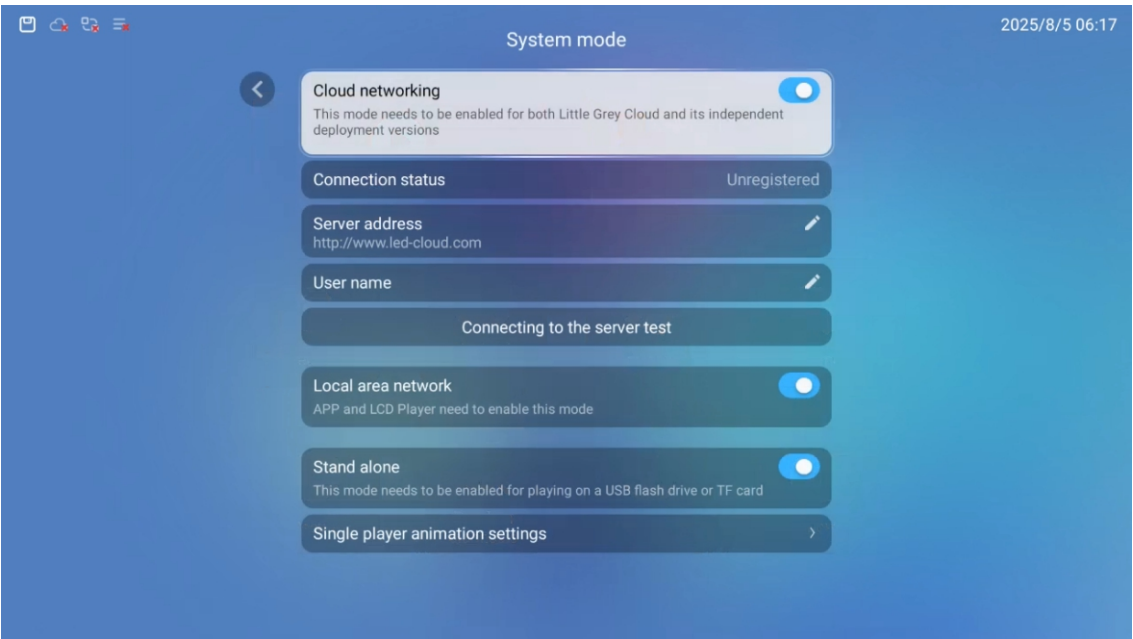 2025/8/5 06:17
System mode
Cloud networking
This mode needs to be enabled for both Little Grey Cloud and its independent
deployment versions
Connection status
Unregistered
Server address
http://www.led-cloud.com
User name
Connecting to the server test
Local area network
APP and LCD Player need to enable this mode
Stand alone
This mode needs to be enabled for playing on a USB flash drive or TF card
Single player animation settings